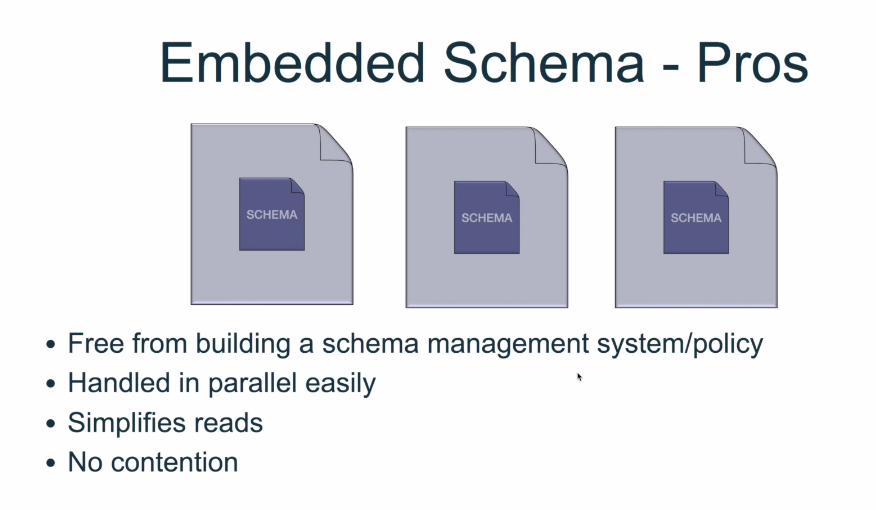 Embedded Schema - Pros
SCHEMA
SCHEMA
SCHEMA
• Free from building a schema management system/policy
• Handled in parallel easily
• Simplifies reads
• No contention